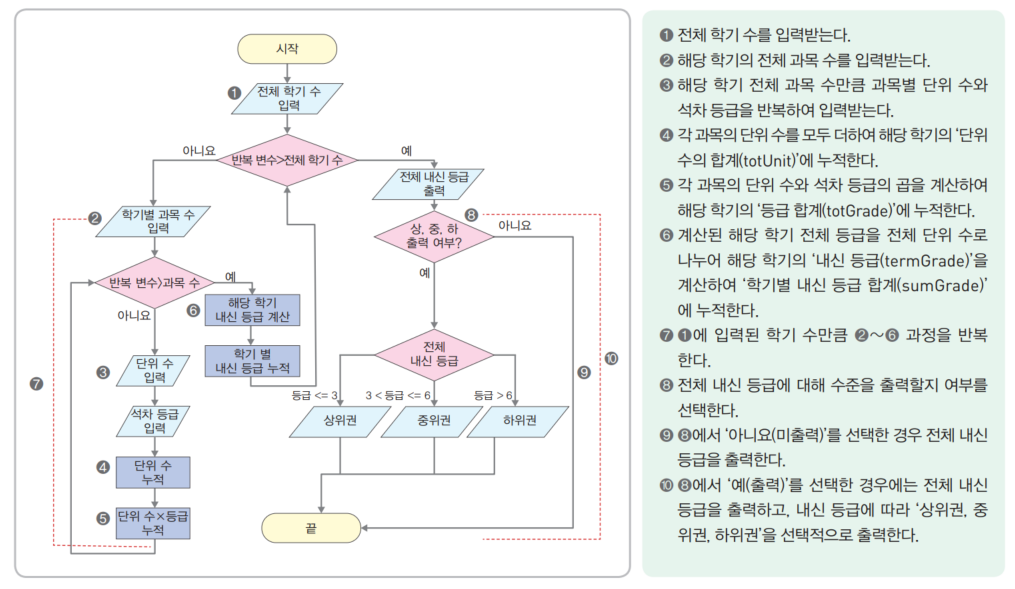 시작
❶ 전체 학기 수
입력
아니요
반복 변수>전체 학기 수
예
❷ 학기별 과목 수
입력
반복 변수>과목 수
예
아니요
❻ 해당 학기
내신 등급 계산
학기 별
내신 등급 누적
❸ 단위 수
입력
석차 등급
입력
❹ 단위 수
누적
❺ 단위 수×등급
누적
❼
전체 내신 등급
출력
❽
상, 중, 하
출력 여부?
아니요
예
전체
내신 등급
❾
❿
등급 <= 3
3 < 등급 <= 6
등급 > 6
상위권
중위권
하위권
끝
❶ 전체 학기 수를 입력받는다.
❷ 해당 학기의 전체 과목 수를 입력받는다.
❸ 해당 학기 전체 과목 수만큼 과목별 단위 수와
석차 등급을 반복하여 입력받는다.
❹ 각 과목의 단위 수를 모두 더하여 해당 학기의 ‘단위
수의 합계(totUnit)’에 누적한다.
❺ 각 과목의 단위 수와 석차 등급의 곱을 계산하여
해당 학기의 ‘등급 합계(totGrade)’에 누적한다.
❻ 계산된 해당 학기 전체 등급을 전체 단위 수로
나누어 해당 학기의 ‘내신 등급(termGrade)’을
계산하여 ‘학기별 내신 등급 합계(sumGrade)’
에 누적한다.
❼ ❶에 입력된 학기 수만큼 ❷～❻ 과정을 반복
한다.
❽ 전체 내신 등급에 대해 수준을 출력할지 여부를
선택한다.
❾ ❽에서 ‘아니요(미출력)’를 선택한 경우 전체 내신
등급을 출력한다.
❿ ❽에서 ‘예(출력)’를 선택한 경우에는 전체 내신
등급을 출력하고, 내신 등급에 따라 ‘상위권, 중
위권, 하위권’을 선택적으로 출력한다.